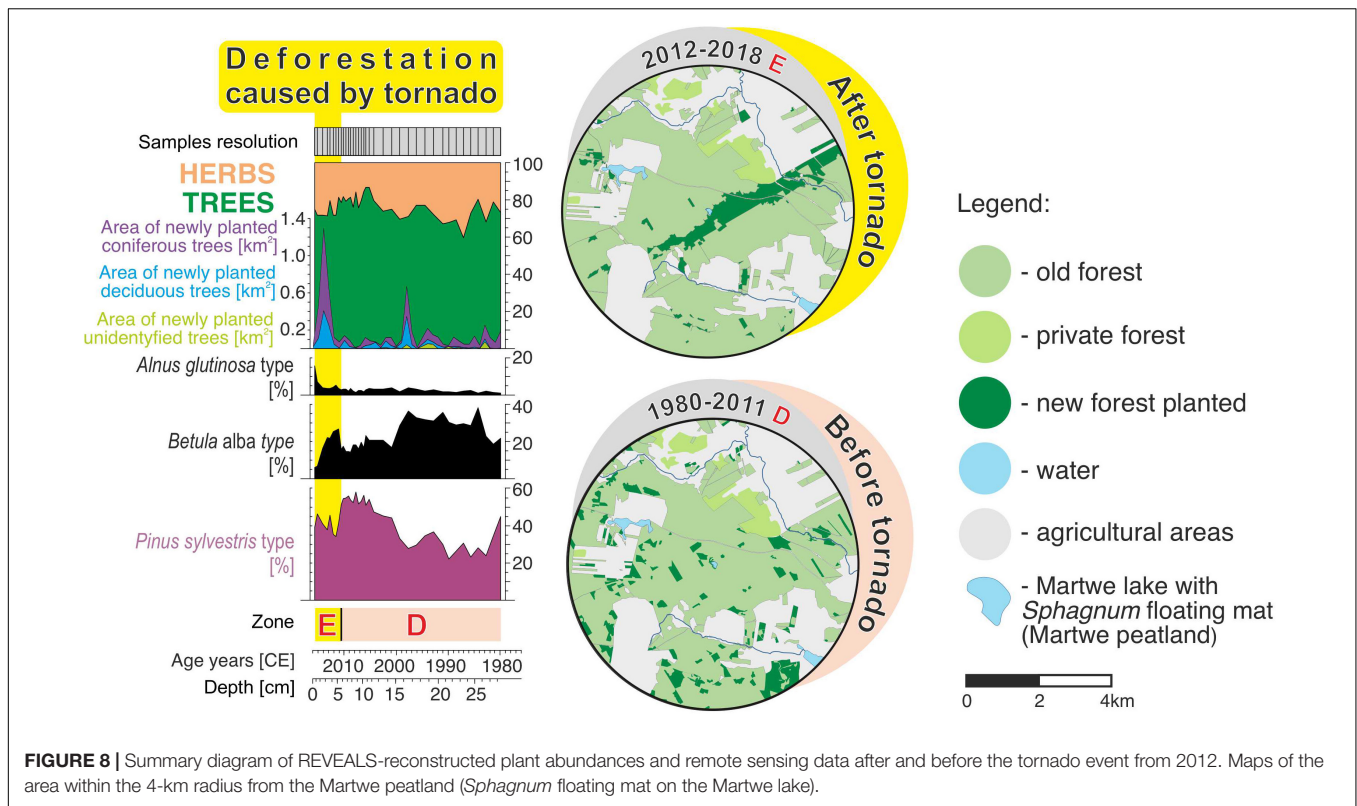 Deforestation
caused by tornado
Samples resolution
HERBS
TREES
1.4
Area of newly planted
coniferous trees [km²]
1.0
Area of newly planted
deciduous trees [km²]
0.6
Area of newly planted
unidentyfied trees [km²]
0.2
100
80
60
40
20
Alnus glutinosa type
[%]
20
Betula alba type
[%]
40
20
Pinus sylvestris type
[%]
60
40
20
Zone
E D
Age years [CE]
2010 2000 1990 1980
Depth [cm]
0 5 10 15 20 25
2012-2018 E
After tornado
1980-2011 D
Before tornado
Legend:
- old forest
- private forest
- new forest planted
- water
- agricultural areas
- Martwe lake with
Sphagnum floating mat
(Martwe peatland)
0 2 4km
FIGURE 8 | Summary diagram of REVEALS-reconstructed plant abundances and remote sensing data after and before the tornado event from 2012. Maps of the
area within the 4-km radius from the Martwe peatland (Sphagnum floating mat on the Martwe lake).